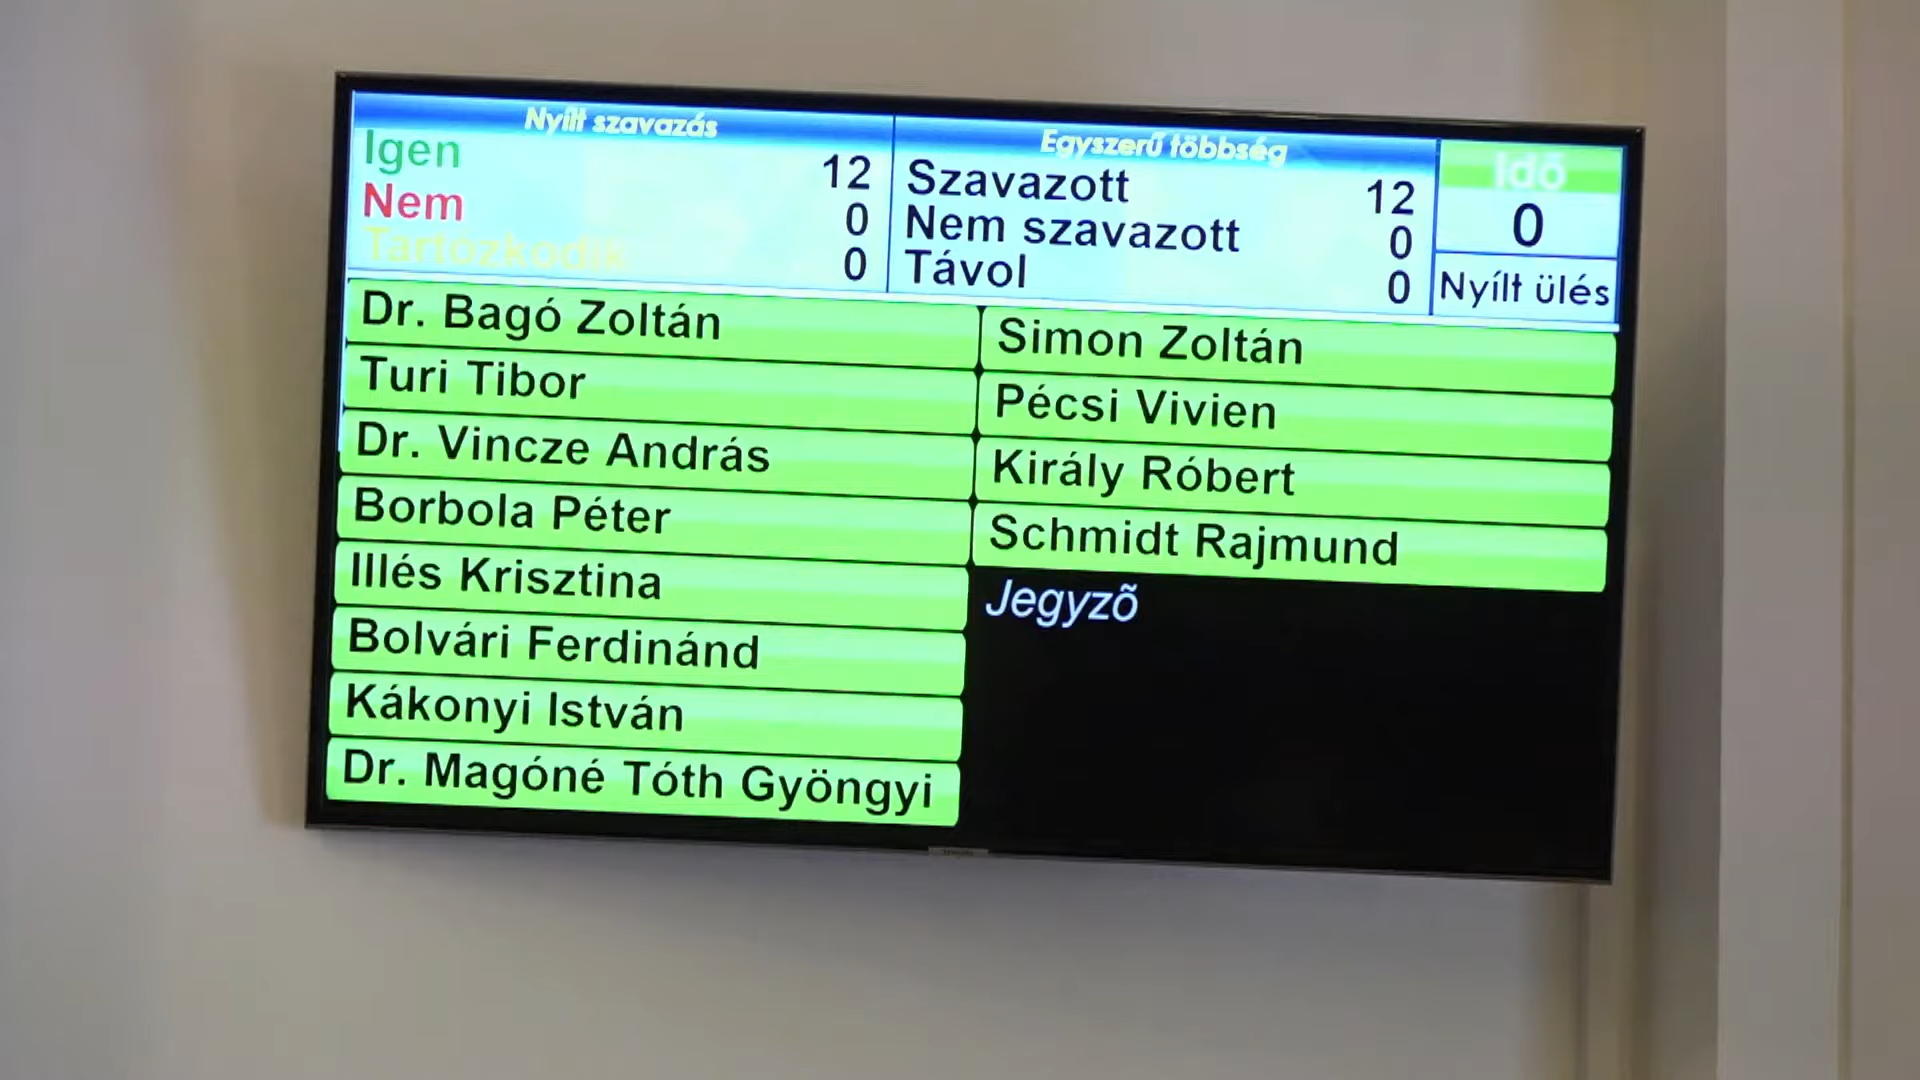 Nyílt szavazás
Igen 12
Nem 0
Tartózkodik 0
Egyszerű többség
Szavazott 12
Nem szavazott 0
Távol 0
Idő
0
Nyílt ülés
Dr. Bagó Zoltán
Turi Tibor
Dr. Vincze András
Borbola Péter
Illés Krisztina
Bolvári Ferdinánd
Kákonyi István
Dr. Magóné Tóth Gyöngyi
Simon Zoltán
Pécsi Vivien
Király Róbert
Schmidt Rajmund
Jegyzõ